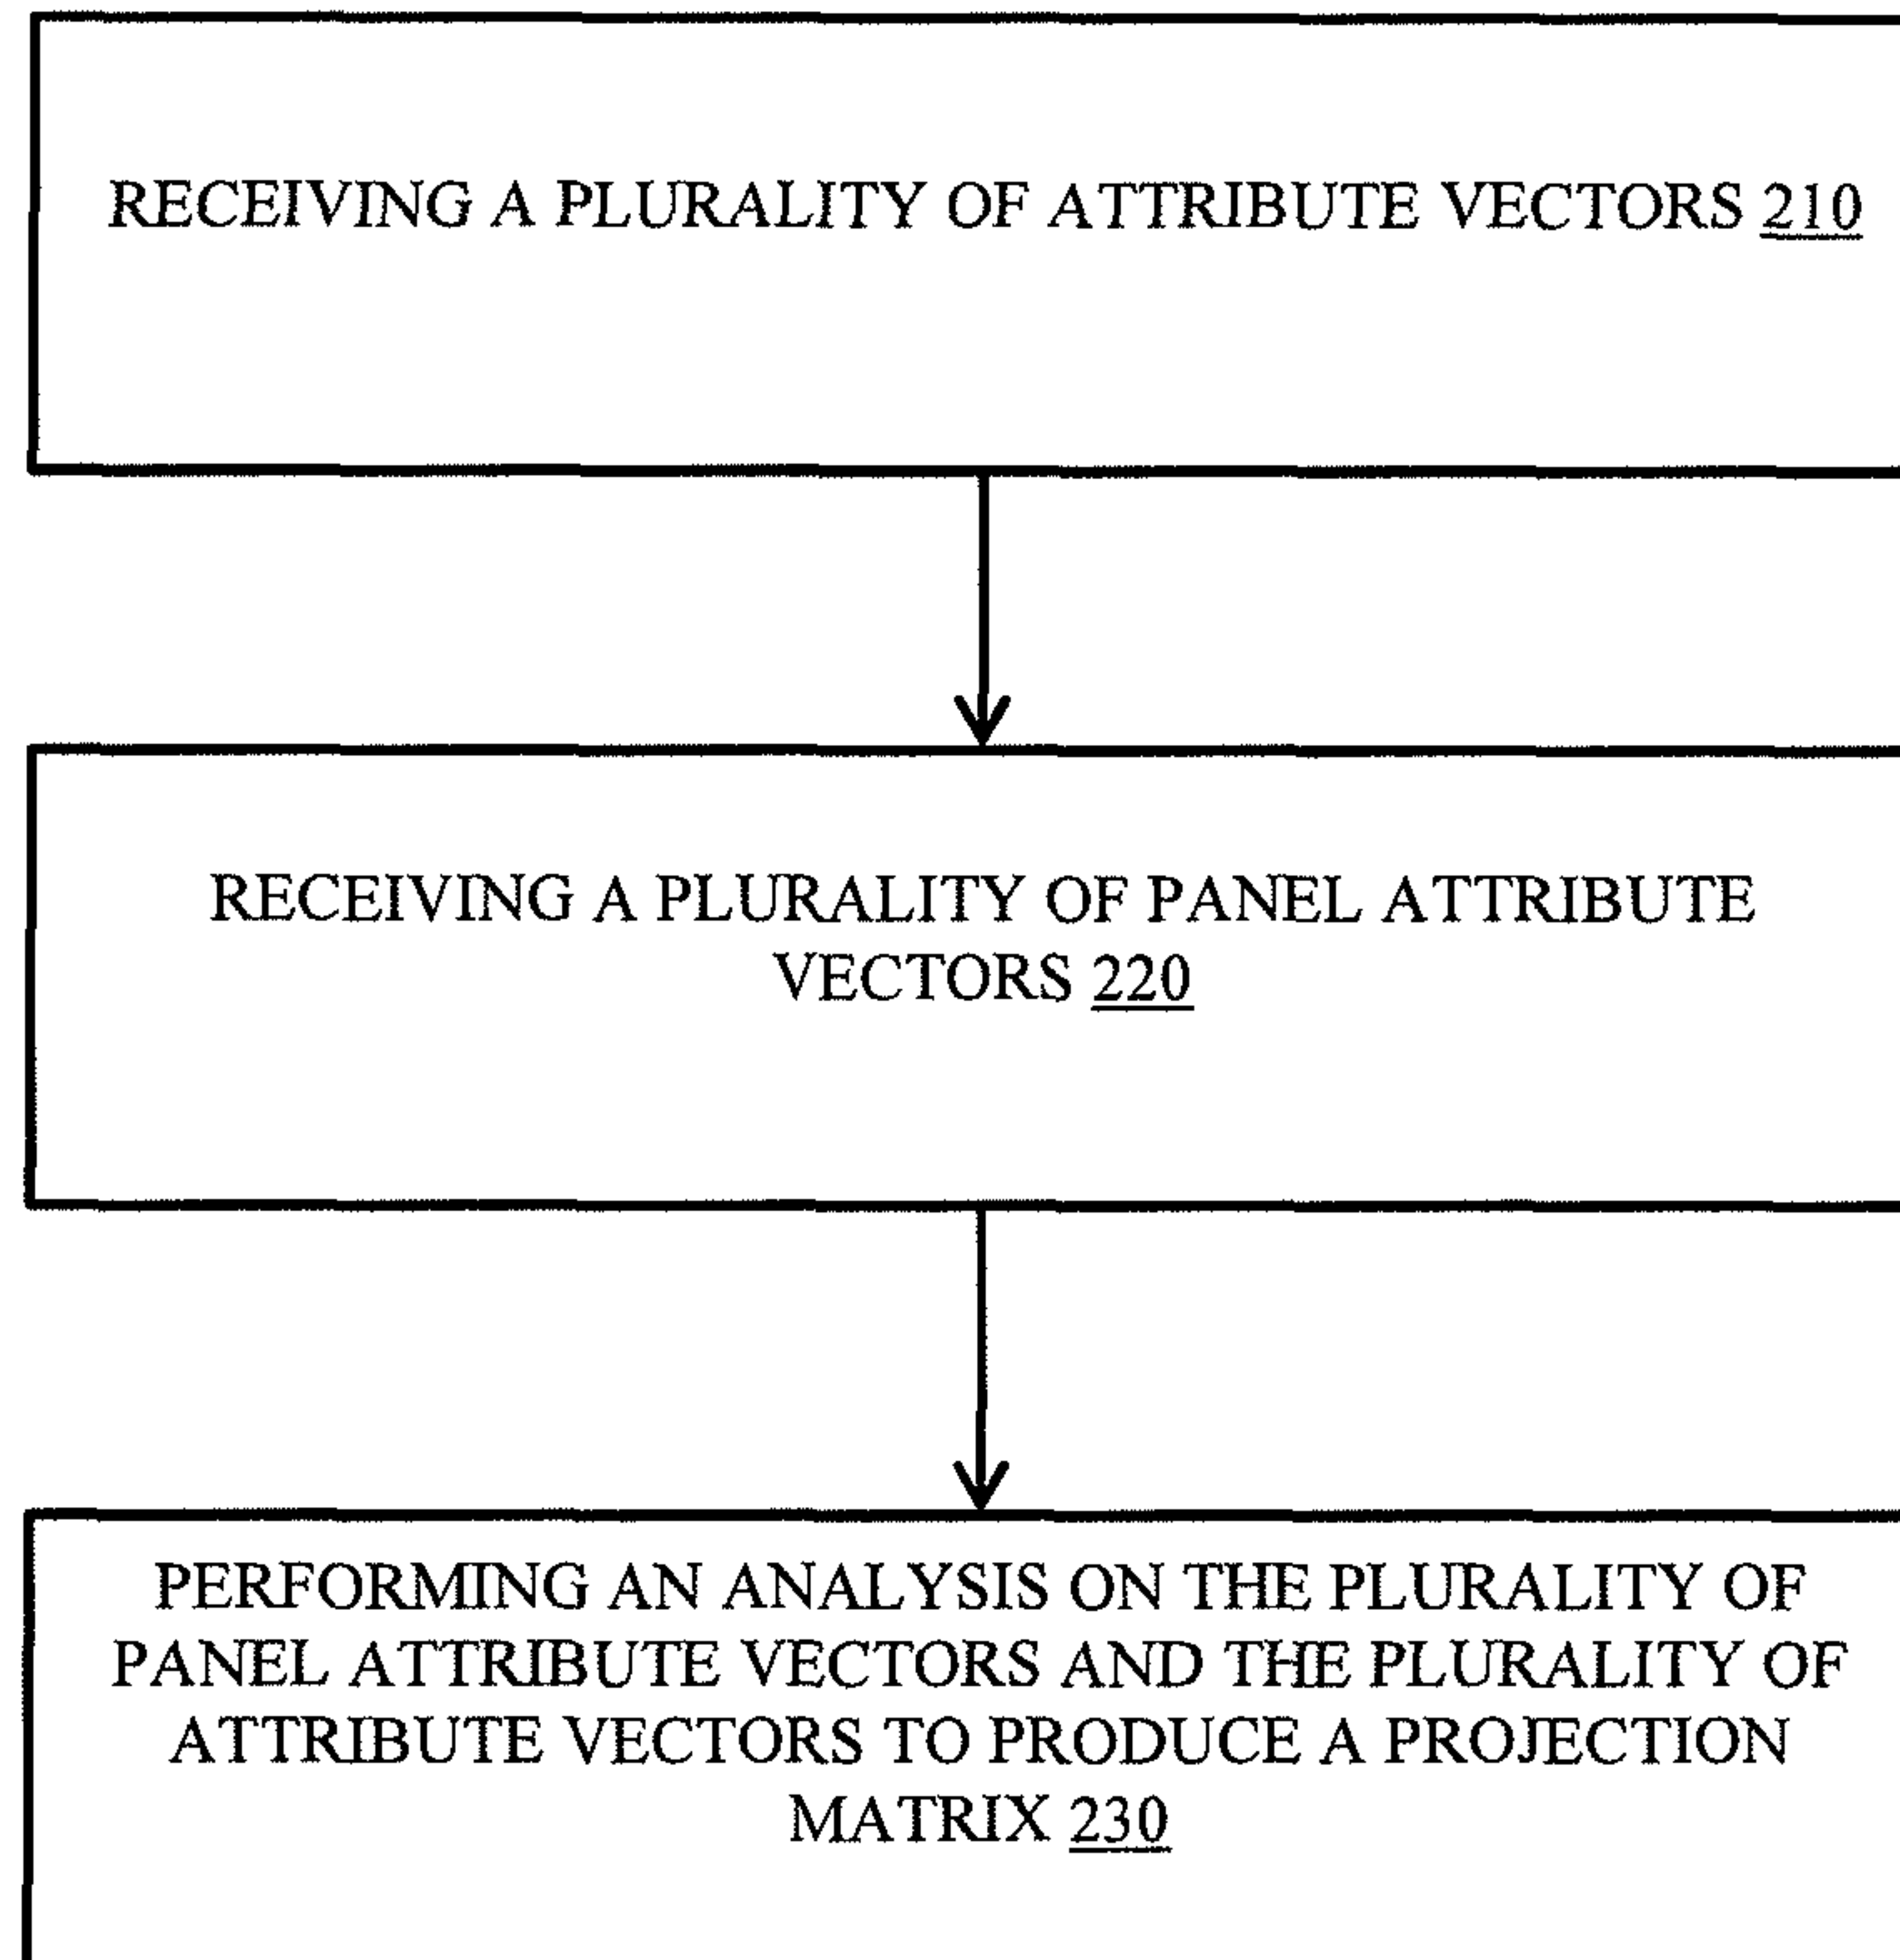 RECEIVING A PLURALITY OF ATTRIBUTE VECTORS 210
RECEIVING A PLURALITY OF PANEL ATTRIBUTE
VECTORS 220
PERFORMING AN ANALYSIS ON THE PLURALITY OF
PANEL ATTRIBUTE VECTORS AND THE PLURALITY OF
ATTRIBUTE VECTORS TO PRODUCE A PROJECTION
MATRIX 230